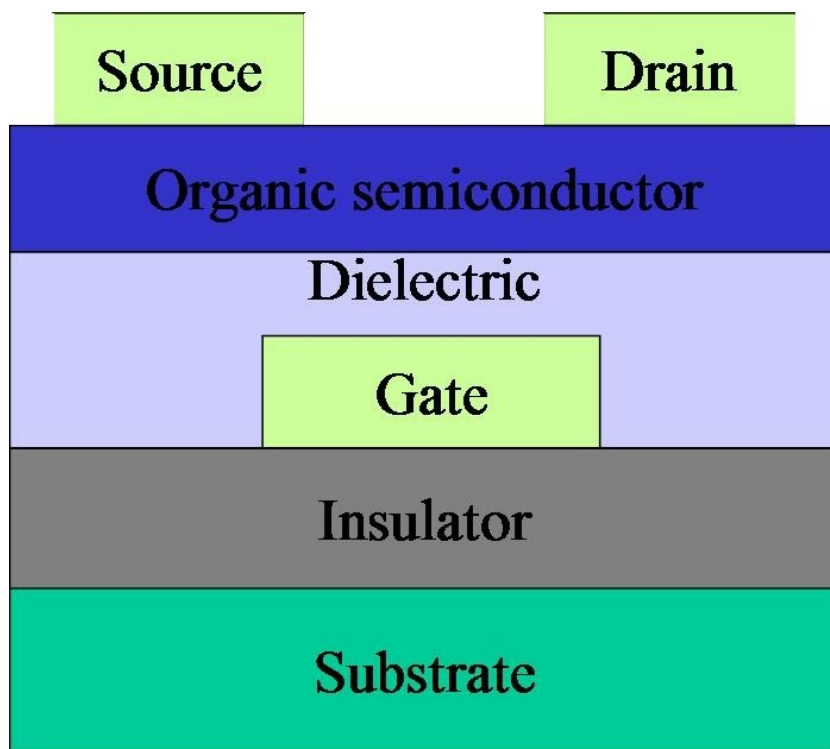 Source
Drain
Organic semiconductor
Dielectric
Gate
Insulator
Substrate